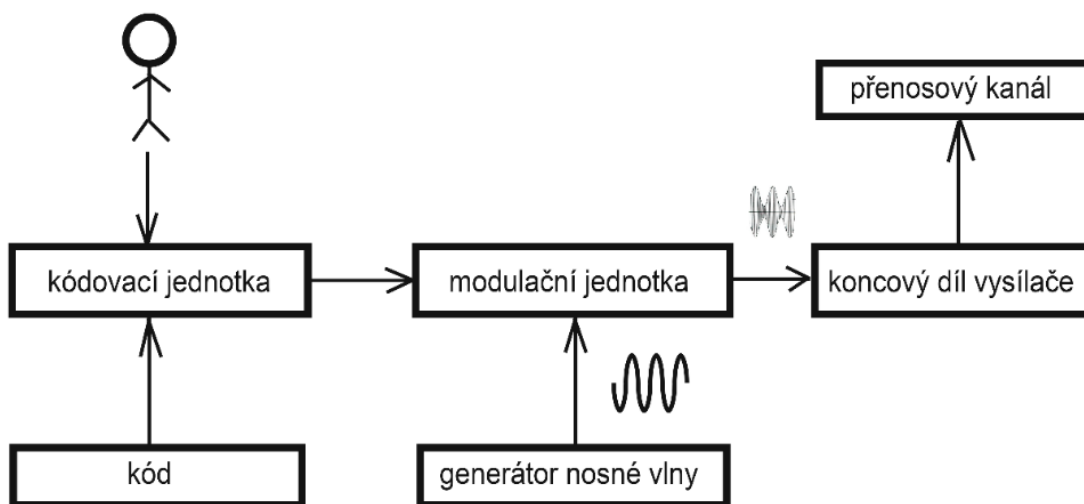 přenosový kanál
kódovací jednotka
modulační jednotka
koncový díl vysílače
kód
generátor nosné vlny